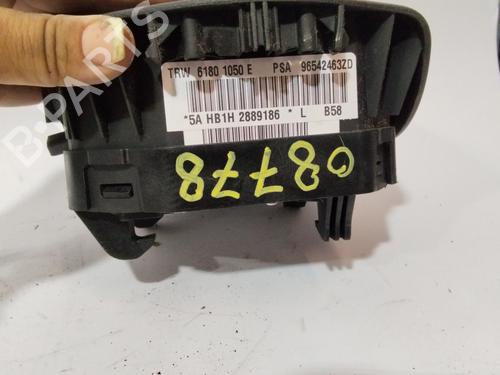 TRW 6180 1050 E PSA 96542463ZD
*5A HB1H 2889186 * L B58
08778
B-PARTS